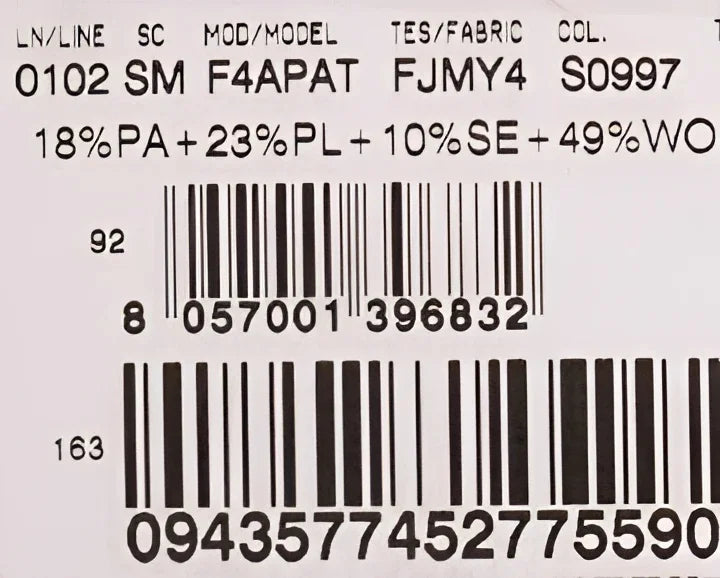 LN/LINE SC MOD/MODEL TES/FABRIC COL.
0102 SM F4APAT FJMY4 S0997
18%PA+23%PL+10%SE+49%WO
92
8 057001 396832
163
0943577452775590